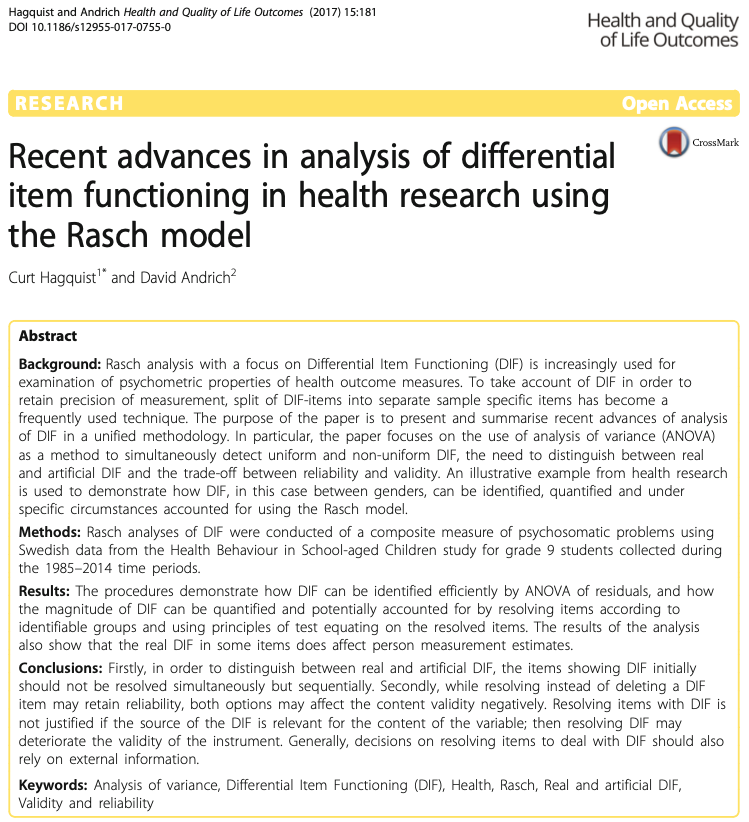 Hagquist and Andrich Health and Quality of Life Outcomes (2017) 15:181
DOI 10.1186/s12955-017-0755-0
Health and Quality
of Life Outcomes
RESEARCH Open Access
CrossMark
Recent advances in analysis of differential
item functioning in health research using
the Rasch model
Curt Hagquist1* and David Andrich2
Abstract
Background: Rasch analysis with a focus on Differential Item Functioning (DIF) is increasingly used for
examination of psychometric properties of health outcome measures. To take account of DIF in order to
retain precision of measurement, split of DIF-items into separate sample specific items has become a
frequently used technique. The purpose of the paper is to present and summarise recent advances of analysis
of DIF in a unified methodology. In particular, the paper focuses on the use of analysis of variance (ANOVA)
as a method to simultaneously detect uniform and non-uniform DIF, the need to distinguish between real
and artificial DIF and the trade-off between reliability and validity. An illustrative example from health research
is used to demonstrate how DIF, in this case between genders, can be identified, quantified and under
specific circumstances accounted for using the Rasch model.
Methods: Rasch analyses of DIF were conducted of a composite measure of psychosomatic problems using
Swedish data from the Health Behaviour in School-aged Children study for grade 9 students collected during
the 1985–2014 time periods.
Results: The procedures demonstrate how DIF can be identified efficiently by ANOVA of residuals, and how
the magnitude of DIF can be quantified and potentially accounted for by resolving items according to
identifiable groups and using principles of test equating on the resolved items. The results of the analysis
also show that the real DIF in some items does affect person measurement estimates.
Conclusions: Firstly, in order to distinguish between real and artificial DIF, the items showing DIF initially
should not be resolved simultaneously but sequentially. Secondly, while resolving instead of deleting a DIF
item may retain reliability, both options may affect the content validity negatively. Resolving items with DIF is
not justified if the source of the DIF is relevant for the content of the variable; then resolving DIF may
deteriorate the validity of the instrument. Generally, decisions on resolving items to deal with DIF should also
rely on external information.
Keywords: Analysis of variance, Differential Item Functioning (DIF), Health, Rasch, Real and artificial DIF,
Validity and reliability